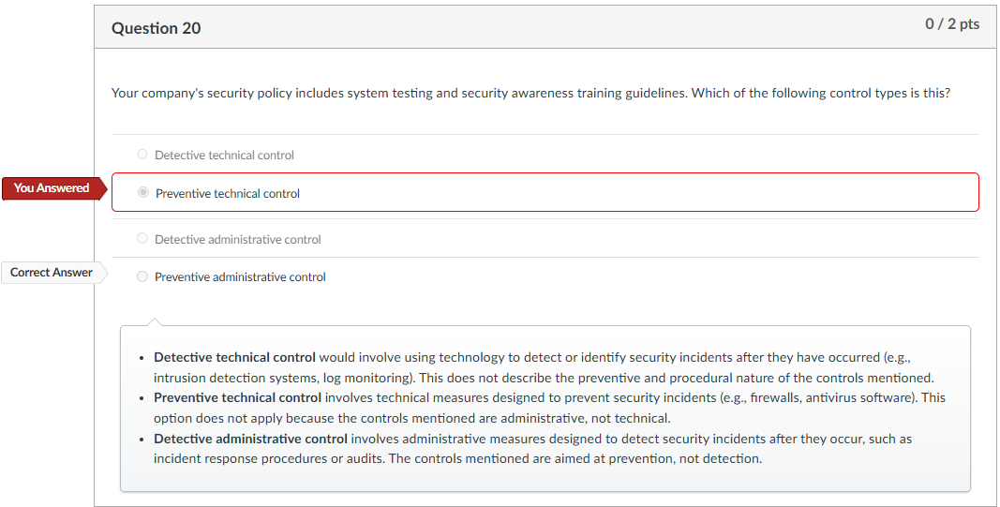 Question 20
0 / 2 pts
Your company's security policy includes system testing and security awareness training guidelines. Which of the following control types is this?
Detective technical control
You Answered
Preventive technical control
Detective administrative control
Correct Answer
Preventive administrative control
• Detective technical control would involve using technology to detect or identify security incidents after they have occurred (e.g.,
intrusion detection systems, log monitoring). This does not describe the preventive and procedural nature of the controls mentioned.
• Preventive technical control involves technical measures designed to prevent security incidents (e.g., firewalls, antivirus software). This
option does not apply because the controls mentioned are administrative, not technical.
• Detective administrative control involves administrative measures designed to detect security incidents after they occur, such as
incident response procedures or audits. The controls mentioned are aimed at prevention, not detection.